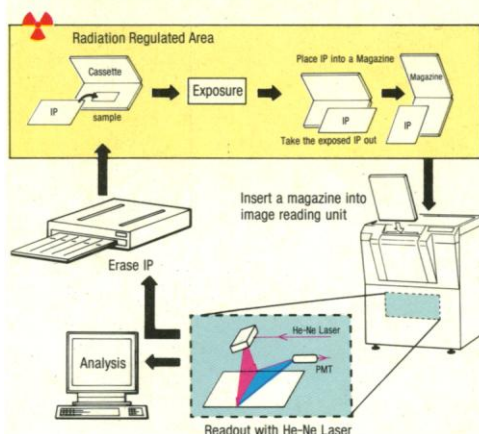 Radiation Regulated Area
Cassette
IP
sample
Exposure
Place IP into a Magazine
IP
Take the exposed IP out
Magazine
IP
Insert a magazine into
image reading unit
Erase IP
He-Ne Laser
PMT
Analysis
Readout with He-Ne Laser